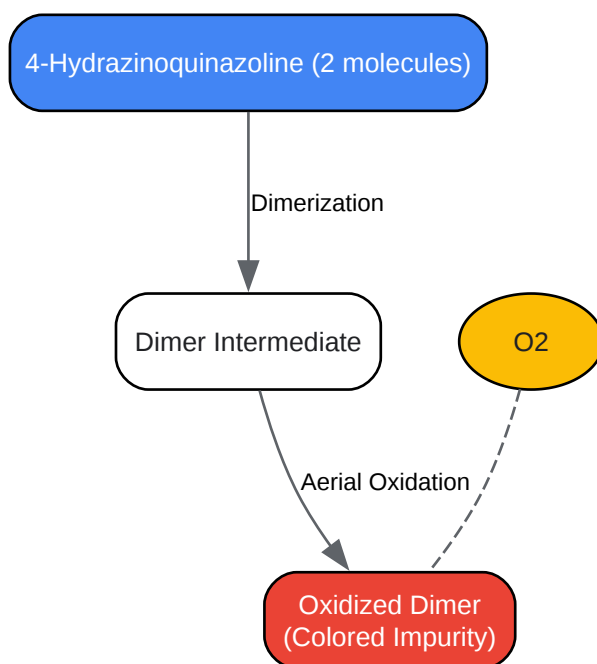 4-Hydrazinoquinazoline (2 molecules)
Dimerization
Dimer Intermediate
O2
Aerial Oxidation
Oxidized Dimer
(Colored Impurity)